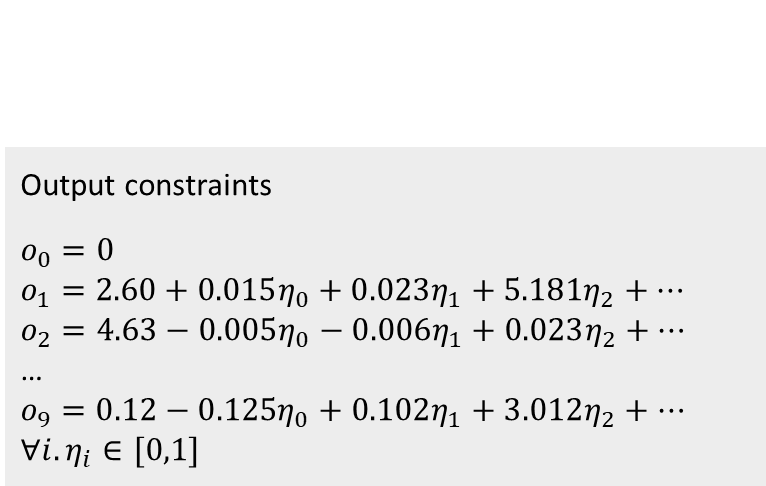 Output constraints
o₀ = 0
o₁ = 2.60 + 0.015η₀ + 0.023η₁ + 5.181η₂ + ⋯
o₂ = 4.63 − 0.005η₀ − 0.006η₁ + 0.023η₂ + ⋯
...
o₉ = 0.12 − 0.125η₀ + 0.102η₁ + 3.012η₂ + ⋯
∀i. ηᵢ ∈ [0,1]